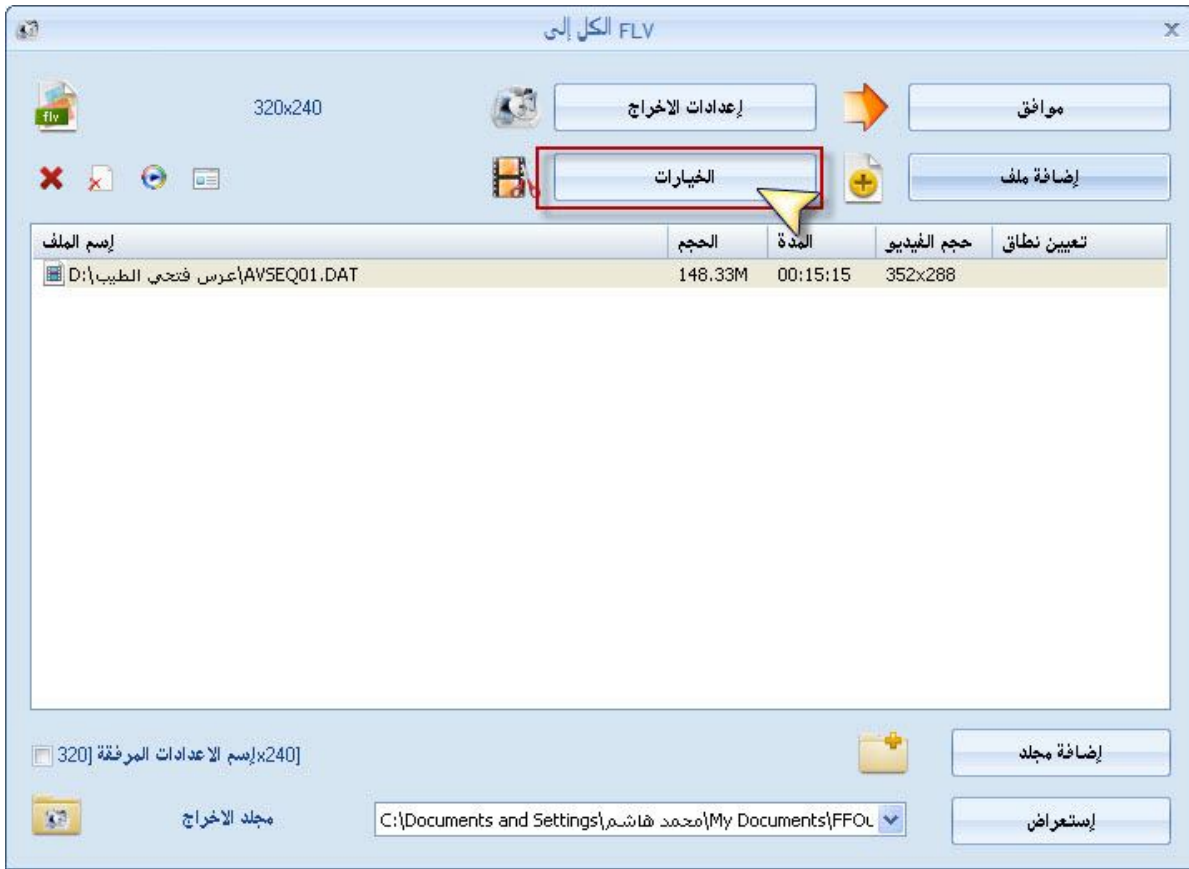 الكل إلى FLV
flv
320x240
إعدادات الاخراج
موافق
الخيارات
إضافة ملف
إسم الملف
الحجم
المدة
حجم الفيديو
تعيين نطاق
D:\عرس فتحي الطيب\AVSEQ01.DAT
148.33M
00:15:15
352x288
إسم الاعدادات المرفقة [320x240]
إضافة مجلد
مجلد الاخراج
C:\Documents and Settings\محمد هاشم\My Documents\FFOu
إستعراض